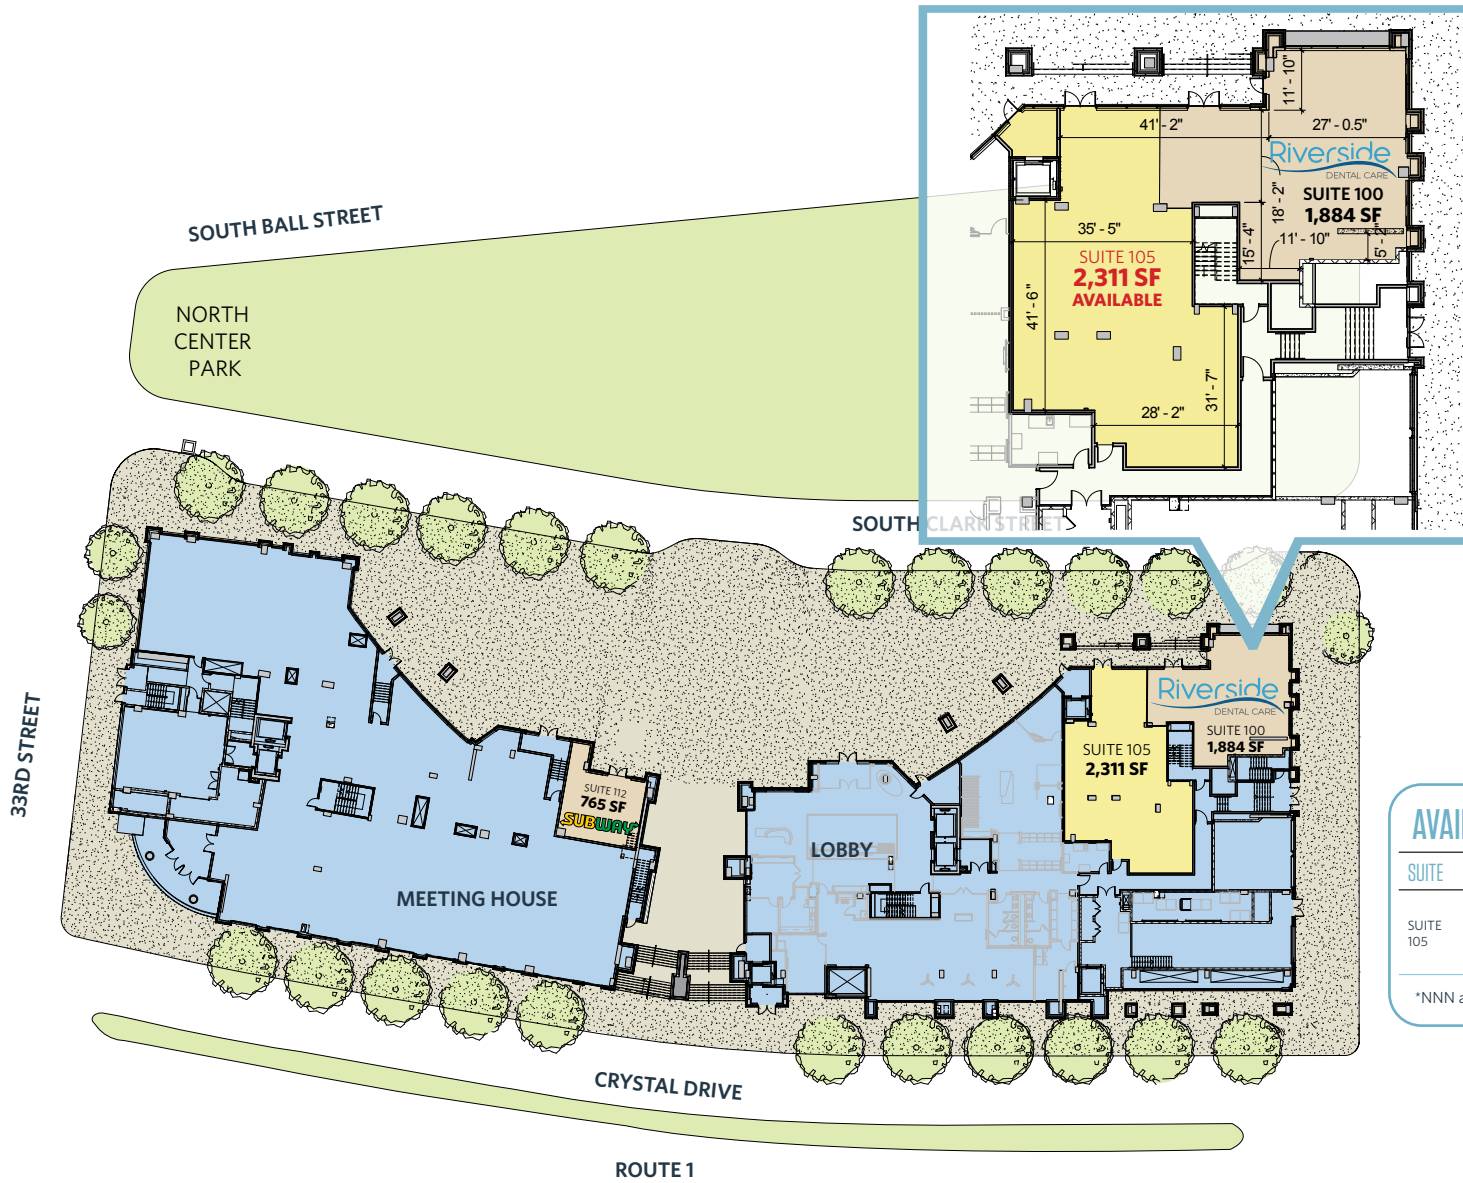 11' - 10"
41' - 2"
27' - 0.5"
Riverside
DENTAL CARE
SUITE 100
1,884 SF
18' - 2"
15' - 4"
11' - 10"
5' - 2"
35' - 5"
SUITE 105
2,311 SF
AVAILABLE
41' - 6"
31' - 7"
28' - 2"
SOUTH BALL STREET
NORTH
CENTER
PARK
SOUTH CLARK STREET
33RD STREET
Riverside
DENTAL CARE
SUITE 100
1,884 SF
SUITE 105
2,311 SF
SUITE 112
765 SF
SUBWAY
LOBBY
MEETING HOUSE
AVAI
SUITE
SUITE
105
*NNN a
CRYSTAL DRIVE
ROUTE 1